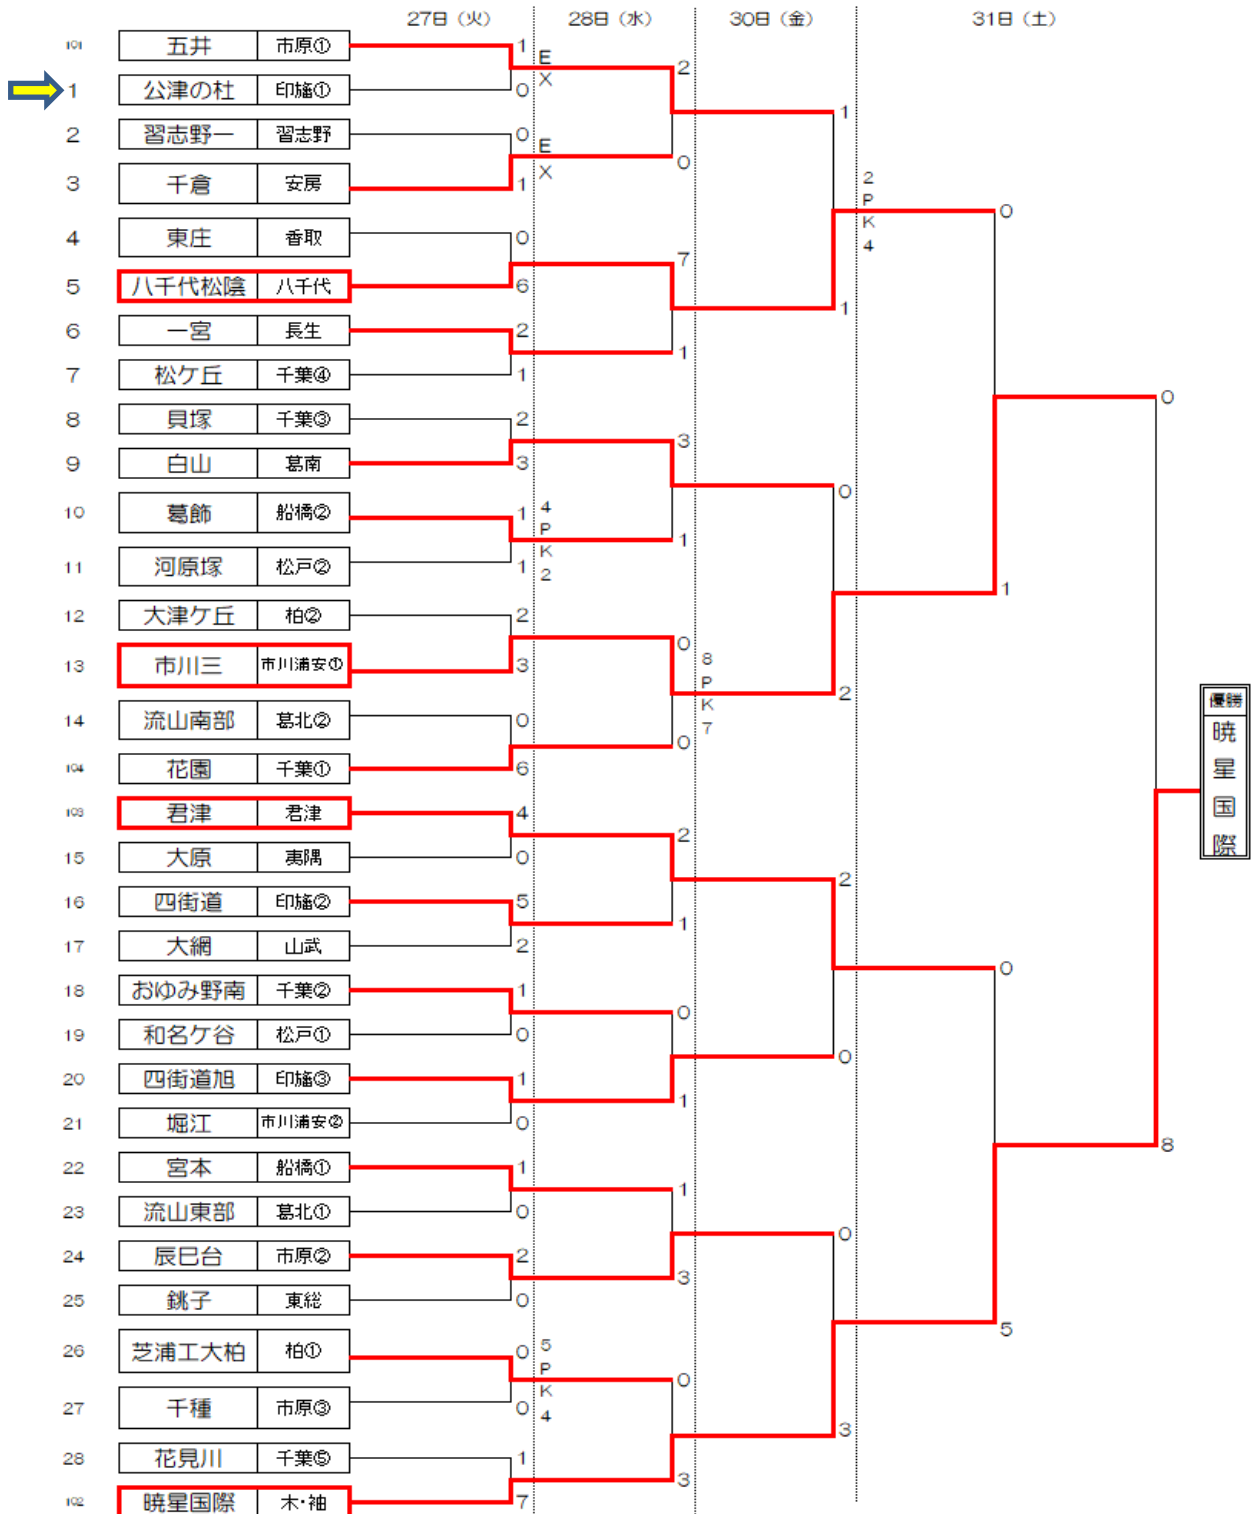 27日（火） 28日（水） 30日（金） 31日（土）
101 五井 市原① 1
E
X
2
1 公津の杜 印旛① 0
1
2 習志野一 習志野 0
E
X
0
3 千倉 安房 1
2
P
K
4
0
4 東庄 香取 0
7
5 八千代松陰 八千代 6
1
6 一宮 長生 2
1
7 松ケ丘 千葉④ 1
0
8 貝塚 千葉③ 2
3
9 白山 葛南 3
0
10 葛飾 船橋② 1
4
P
K
2
1
11 河原塚 松戸② 1
1
12 大津ケ丘 柏② 2
0
13 市川三 市川浦安① 3
8
P
K
7
2
14 流山南部 葛北② 0
0
104 花園 千葉① 6
優勝
暁
星
国
際
103 君津 君津 4
2
15 大原 夷隅 0
2
16 四街道 印旛② 5
1
17 大網 山武 2
0
18 おゆみ野南 千葉② 1
0
19 和名ケ谷 松戸① 0
0
20 四街道旭 印旛③ 1
1
21 堀江 市川浦安② 0
8
22 宮本 船橋① 1
1
23 流山東部 葛北① 0
0
24 辰巳台 市原② 2
3
25 銚子 東総 0
5
26 芝浦工大柏 柏① 0
5
P
K
4
0
27 千種 市原③ 0
3
28 花見川 千葉⑤ 1
3
102 暁星国際 木・袖 7